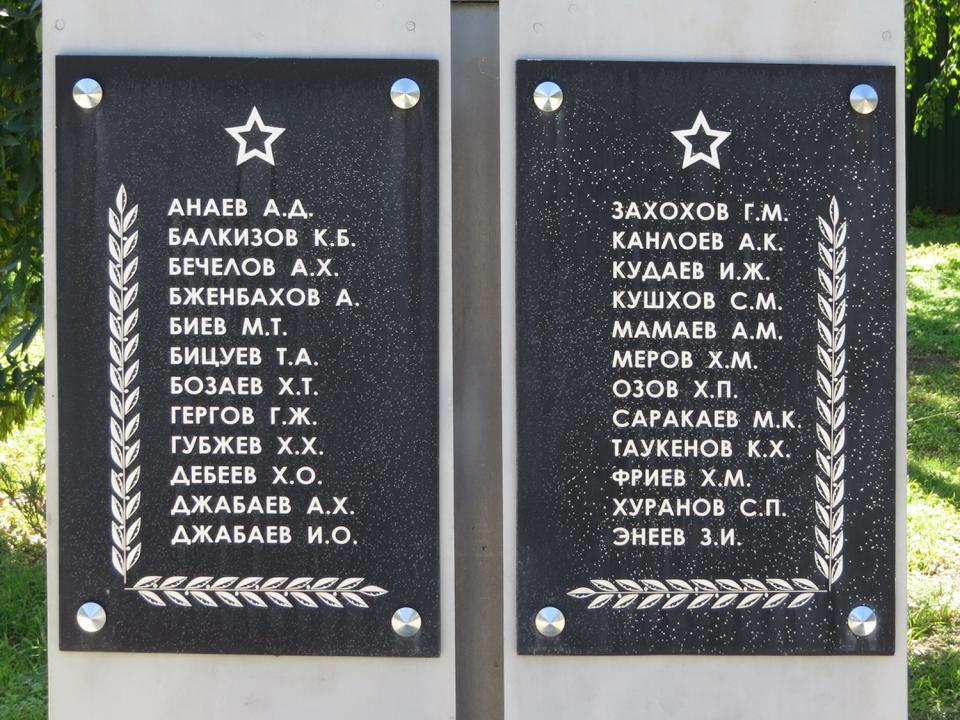 АНАЕВ А.Д.
БАЛКИЗОВ К.Б.
БЕЧЕЛОВ А.Х.
БЖЕНБАХОВ А.
БИЕВ М.Т.
БИЦУЕВ Т.А.
БОЗАЕВ Х.Т.
ГЕРГОВ Г.Ж.
ГУБЖЕВ Х.Х.
ДЕБЕЕВ Х.О.
ДЖАБАЕВ А.Х.
ДЖАБАЕВ И.О.
ЗАХОХОВ Г.М.
КАНЛОЕВ А.К.
КУДАЕВ И.Ж.
КУШХОВ С.М.
МАМАЕВ А.М.
МЕРОВ Х.М.
ОЗОВ Х.П.
САРАКАЕВ М.К.
ТАУКЕНОВ К.Х.
ФРИЕВ Х.М.
ХУРАНОВ С.П.
ЭНЕЕВ З.И.